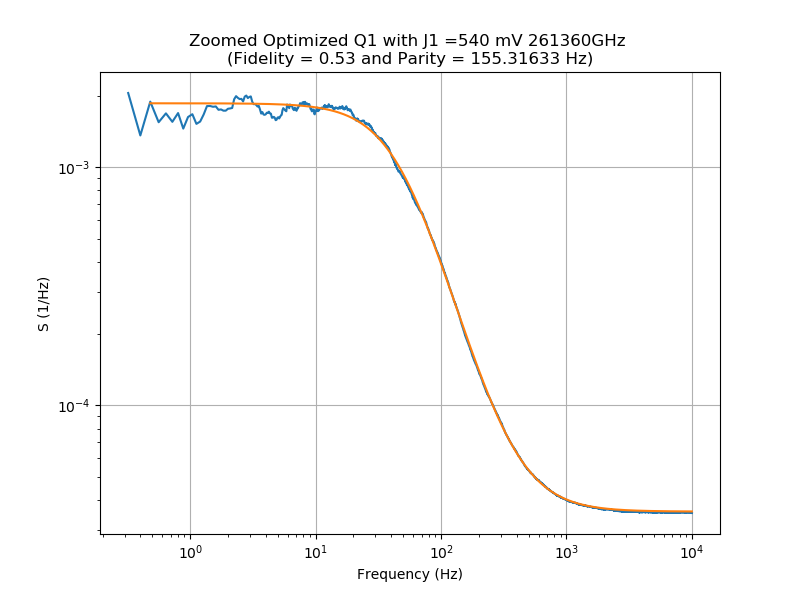 Zoomed Optimized Q1 with J1 =540 mV 261360GHz
(Fidelity = 0.53 and Parity = 155.31633 Hz)
S (1/Hz)
10⁻³
10⁻⁴
10⁰ 10¹ 10² 10³ 10⁴
Frequency (Hz)